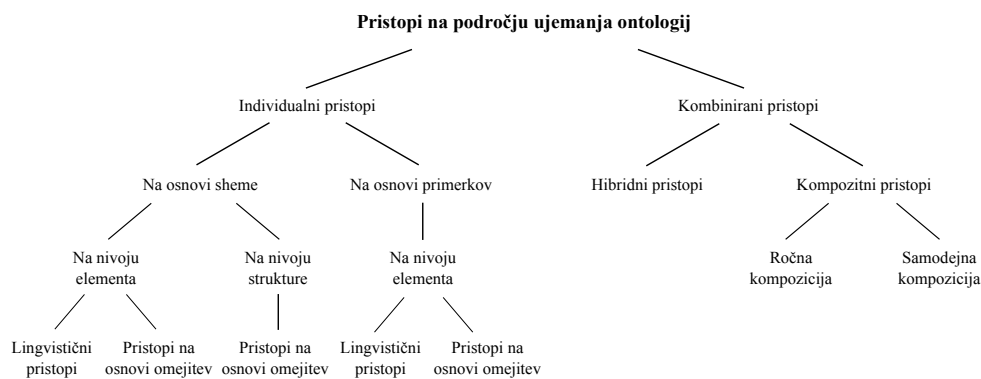 Pristopi na področju ujemanja ontologij
Individualni pristopi
Kombinirani pristopi
Na osnovi sheme
Na osnovi primerkov
Hibridni pristopi
Kompozitni pristopi
Na nivoju
elementa
Na nivoju
strukture
Na nivoju
elementa
Ročna
kompozicija
Samodejna
kompozicija
Lingvistični
pristopi
Pristopi na
osnovi omejitev
Pristopi na
osnovi omejitev
Lingvistični
pristopi
Pristopi na
osnovi omejitev